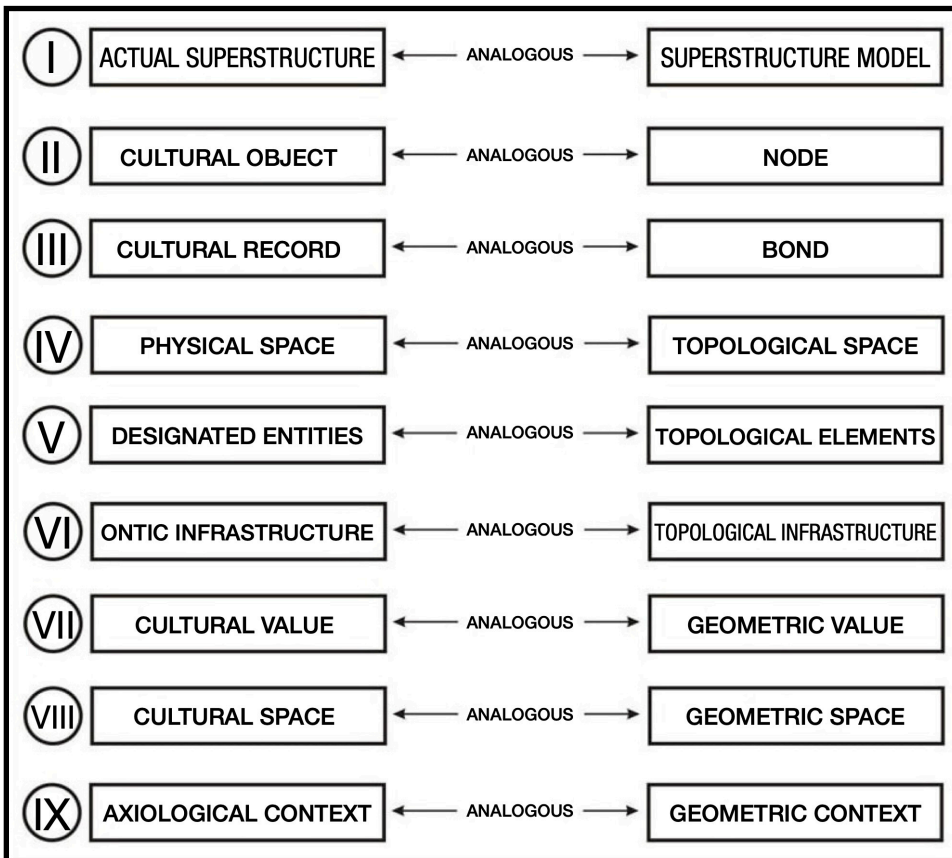 I ACTUAL SUPERSTRUCTURE ANALOGOUS SUPERSTRUCTURE MODEL
II CULTURAL OBJECT ANALOGOUS NODE
III CULTURAL RECORD ANALOGOUS BOND
IV PHYSICAL SPACE ANALOGOUS TOPOLOGICAL SPACE
V DESIGNATED ENTITIES ANALOGOUS TOPOLOGICAL ELEMENTS
VI ONTIC INFRASTRUCTURE ANALOGOUS TOPOLOGICAL INFRASTRUCTURE
VII CULTURAL VALUE ANALOGOUS GEOMETRIC VALUE
VIII CULTURAL SPACE ANALOGOUS GEOMETRIC SPACE
IX AXIOLOGICAL CONTEXT ANALOGOUS GEOMETRIC CONTEXT